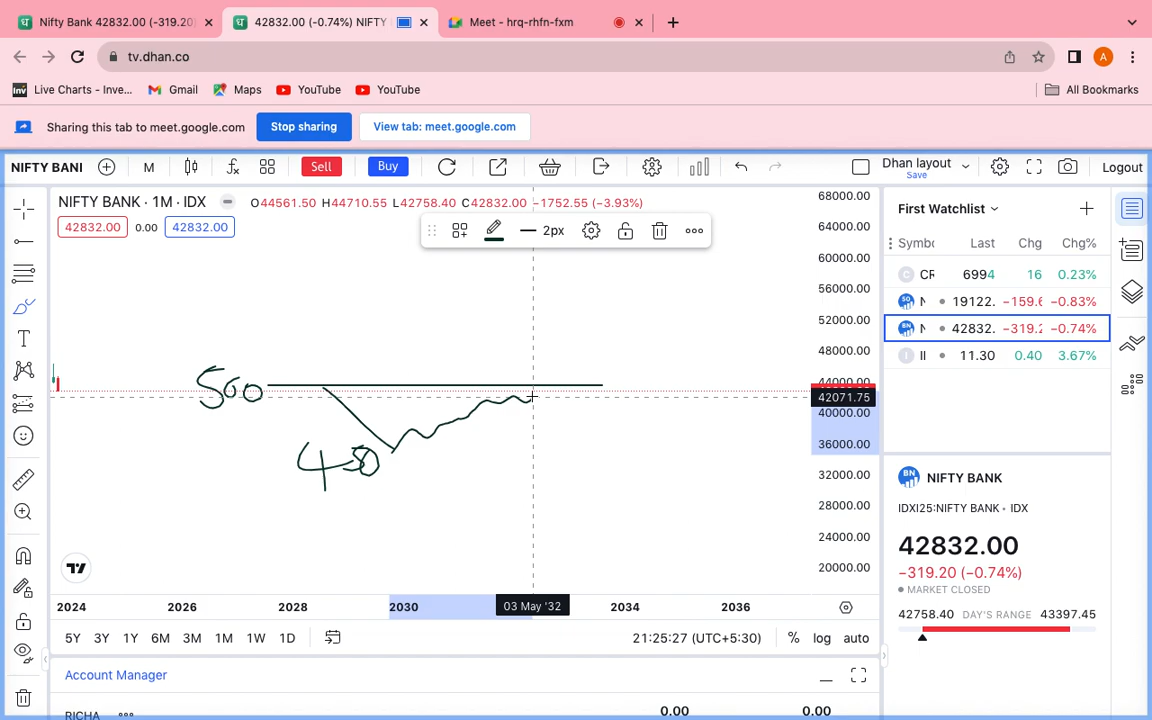 Nifty Bank 42832.00 (-319.20
42832.00 (-0.74%) NIFTY
Meet - hrq-rhfn-fxm
tv.dhan.co
A
Live Charts - Inve...
Gmail
Maps
YouTube
YouTube
All Bookmarks
Sharing this tab to meet.google.com
Stop sharing
View tab: meet.google.com
NIFTY BANI
M
Sell
Buy
Dhan layout
Save
Logout
NIFTY BANK · 1M · IDX
O44561.50 H44710.55 L42758.40 C42832.00 −1752.55 (−3.93%)
42832.00
0.00
42832.00
2px
68000.00
64000.00
60000.00
56000.00
52000.00
48000.00
44000.00
42071.75
40000.00
36000.00
32000.00
28000.00
24000.00
20000.00
500
First Watchlist
Symbc
Last
Chg
Chg%
CF
6994
16
0.23%
19122.
−159.6
−0.83%
42832.
−319.2
−0.74%
11.30
0.40
3.67%
BN
NIFTY BANK
IDXI25:NIFTY BANK • IDX
42832.00
−319.20 (−0.74%)
MARKET CLOSED
42758.40
DAY'S RANGE
43397.45
2024
2026
2028
2030
03 May '32
2034
2036
5Y
3Y
1Y
6M
3M
1M
1W
1D
21:25:27 (UTC+5:30)
%
log
auto
Account Manager
RICHA
0.00
0.00